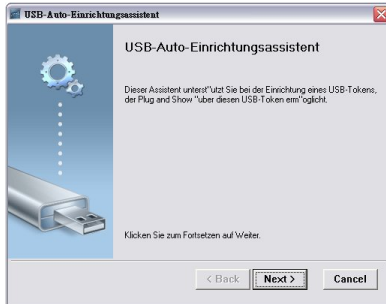 USB-Auto-Einrichtungsassistent
USB-Auto-Einrichtungsassistent
Dieser Assistent unterst"utzt Sie bei der Einrichtung eines USB-Tokens,
der Plug and Show "uber diesen USB-Token erm"oglicht.
Klicken Sie zum Fortsetzen auf Weiter.
< Back
Next >
Cancel